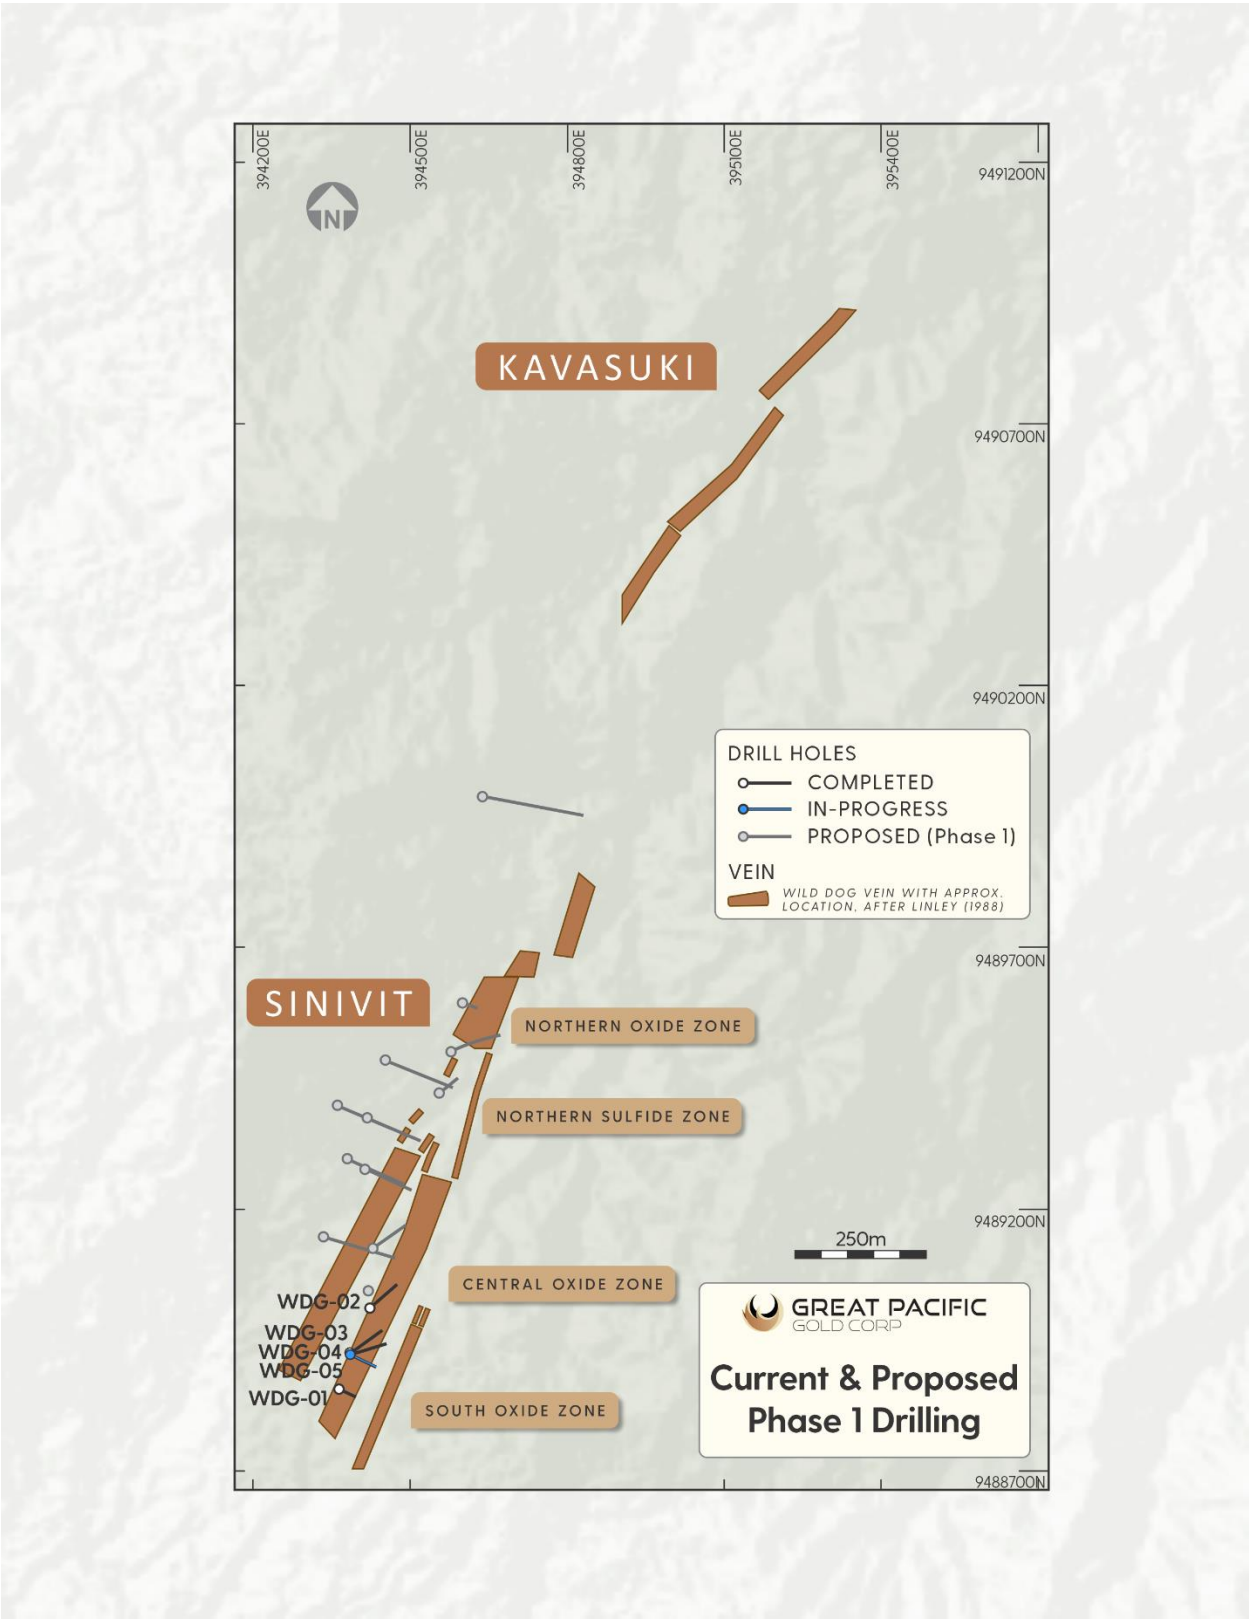 394200E
394500E
394800E
395100E
395400E
9491200N
N
KAVASUKI
9490700N
9490200N
DRILL HOLES
COMPLETED
IN-PROGRESS
PROPOSED (Phase 1)
VEIN
WILD DOG VEIN WITH APPROX.
LOCATION, AFTER LINLEY (1988)
9489700N
SINIVIT
NORTHERN OXIDE ZONE
NORTHERN SULFIDE ZONE
9489200N
250m
CENTRAL OXIDE ZONE
WDG-02
WDG-03
WDG-04
WDG-05
WDG-01
SOUTH OXIDE ZONE
GREAT PACIFIC
GOLD CORP
Current & Proposed
Phase 1 Drilling
9488700N